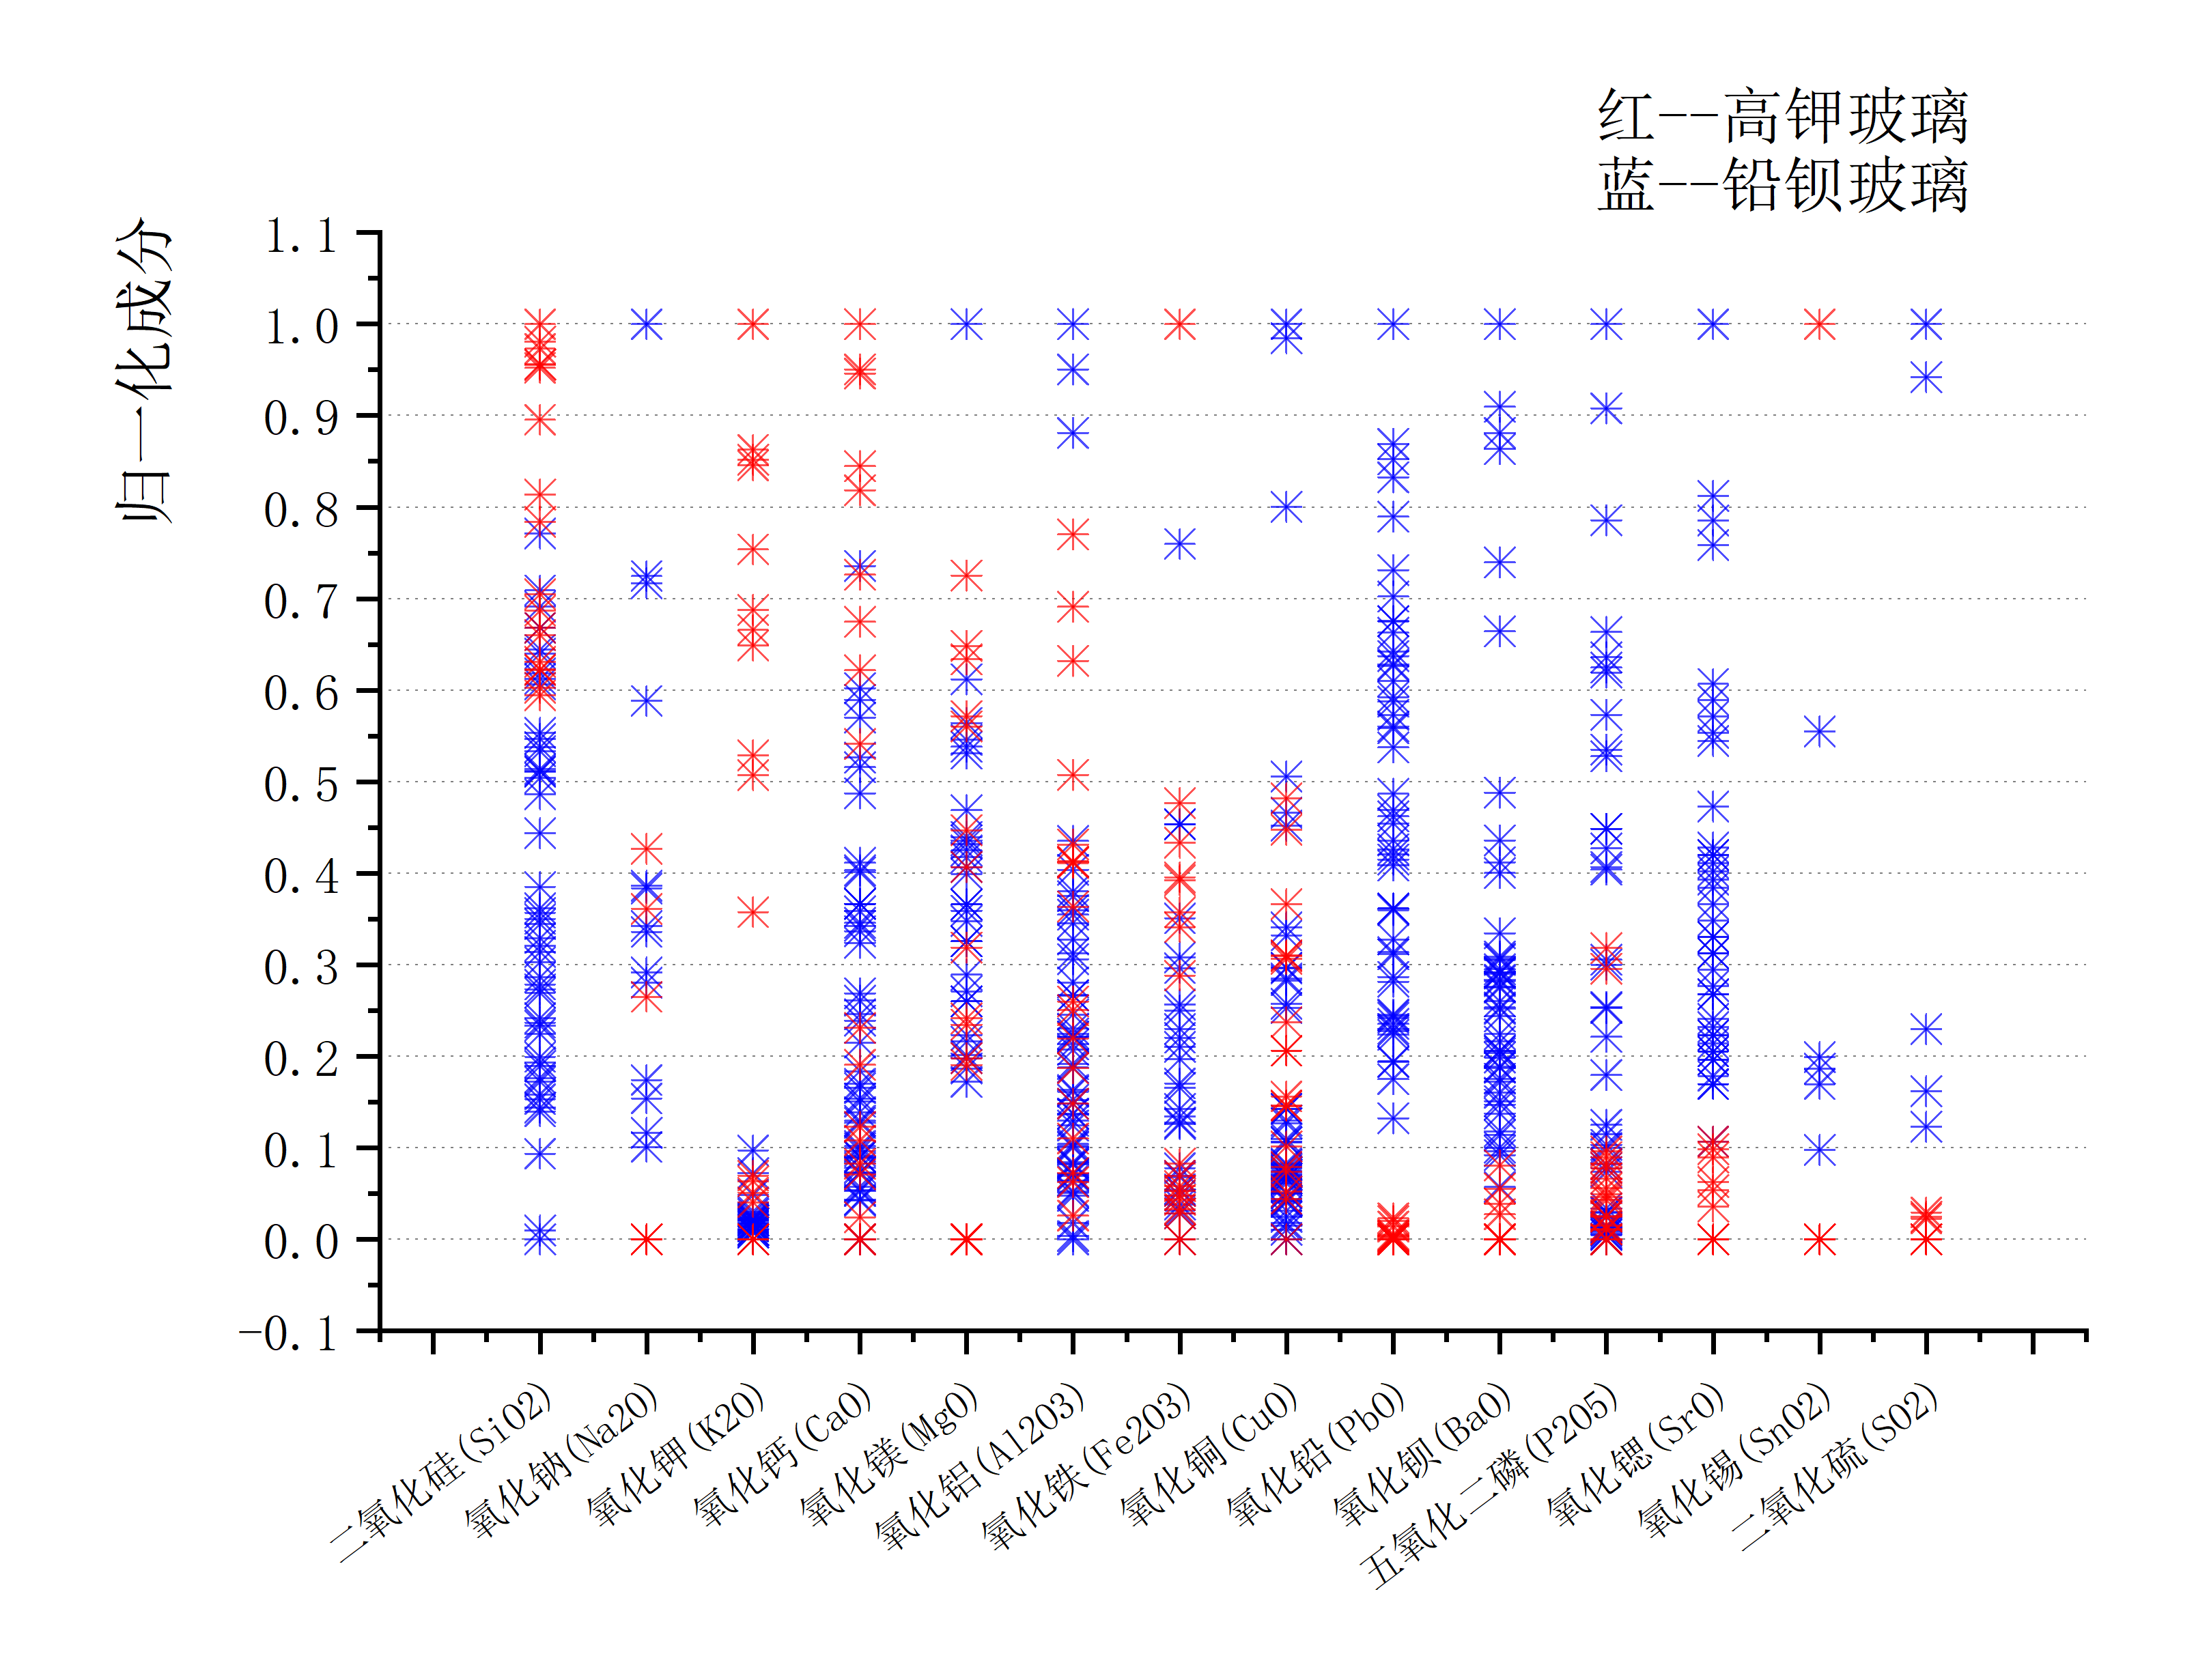 红--高钾玻璃
蓝--铅钡玻璃
归一化成分
1.1
1.0
0.9
0.8
0.7
0.6
0.5
0.4
0.3
0.2
0.1
0.0
-0.1
二氧化硅(SiO2)
氧化钠(Na2O)
氧化钾(K2O)
氧化钙(CaO)
氧化镁(MgO)
氧化铝(Al2O3)
氧化铁(Fe2O3)
氧化铜(CuO)
氧化铅(PbO)
氧化钡(BaO)
五氧化二磷(P2O5)
氧化锶(SrO)
氧化锡(SnO2)
二氧化硫(SO2)